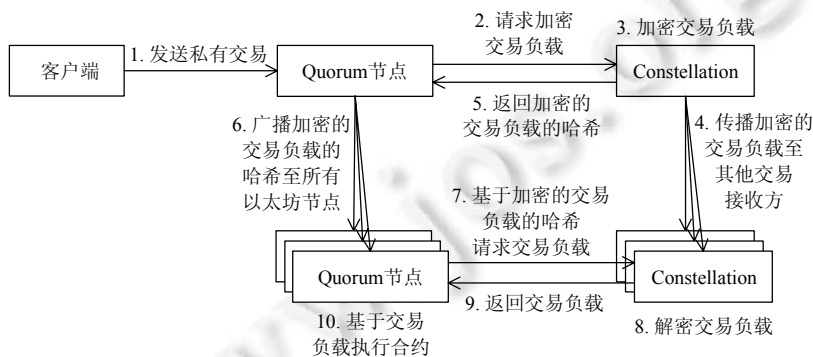 客户端
1. 发送私有交易
Quorum节点
2. 请求加密
交易负载
3. 加密交易负载
Constellation
5. 返回加密的
交易负载的哈希
6. 广播加密的
交易负载的
哈希至所有
以太坊节点
4. 传播加密的
交易负载至
其他交易
接收方
7. 基于加密的交易
负载的哈希
请求交易负载
Quorum节点
Constellation
9. 返回交易负载
10. 基于交易
负载执行合约
8. 解密交易负载